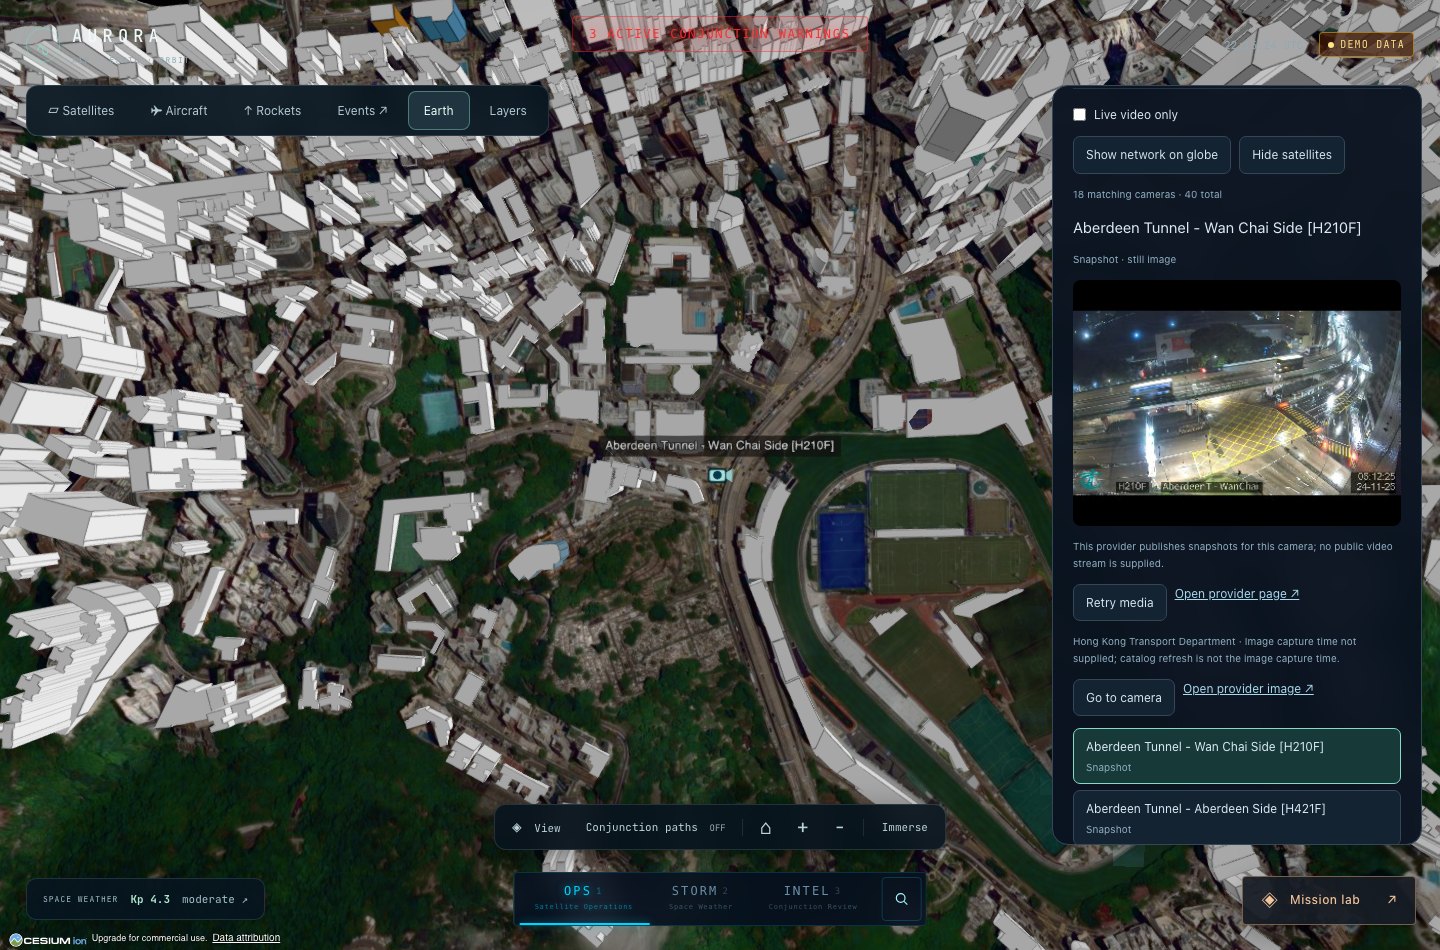 AURORA
3 ACTIVE CONJUNCTION WARNINGS
DEMO DATA
Satellites
Aircraft
↑ Rockets
Events ↗
Earth
Layers
Live video only
Show network on globe
Hide satellites
18 matching cameras · 40 total
Aberdeen Tunnel - Wan Chai Side [H210F]
Snapshot · still image
H210F
Aberdeen T - WanChai
24-11-25
This provider publishes snapshots for this camera; no public video
stream is supplied.
Retry media
Open provider page ↗
Hong Kong Transport Department · Image capture time not
supplied; catalog refresh is not the image capture time.
Go to camera
Open provider image ↗
Aberdeen Tunnel - Wan Chai Side [H210F]
Snapshot
Aberdeen Tunnel - Aberdeen Side [H421F]
Snapshot
Aberdeen Tunnel - Wan Chai Side [H210F]
View
Conjunction paths OFF
+
-
Immerse
OPS 1
Satellite Operations
STORM 2
Space Weather
INTEL 3
Conjunction Review
SPACE WEATHER Kp 4.3 moderate ↗
Mission lab ↗
CESIUM ion Upgrade for commercial use. Data attribution